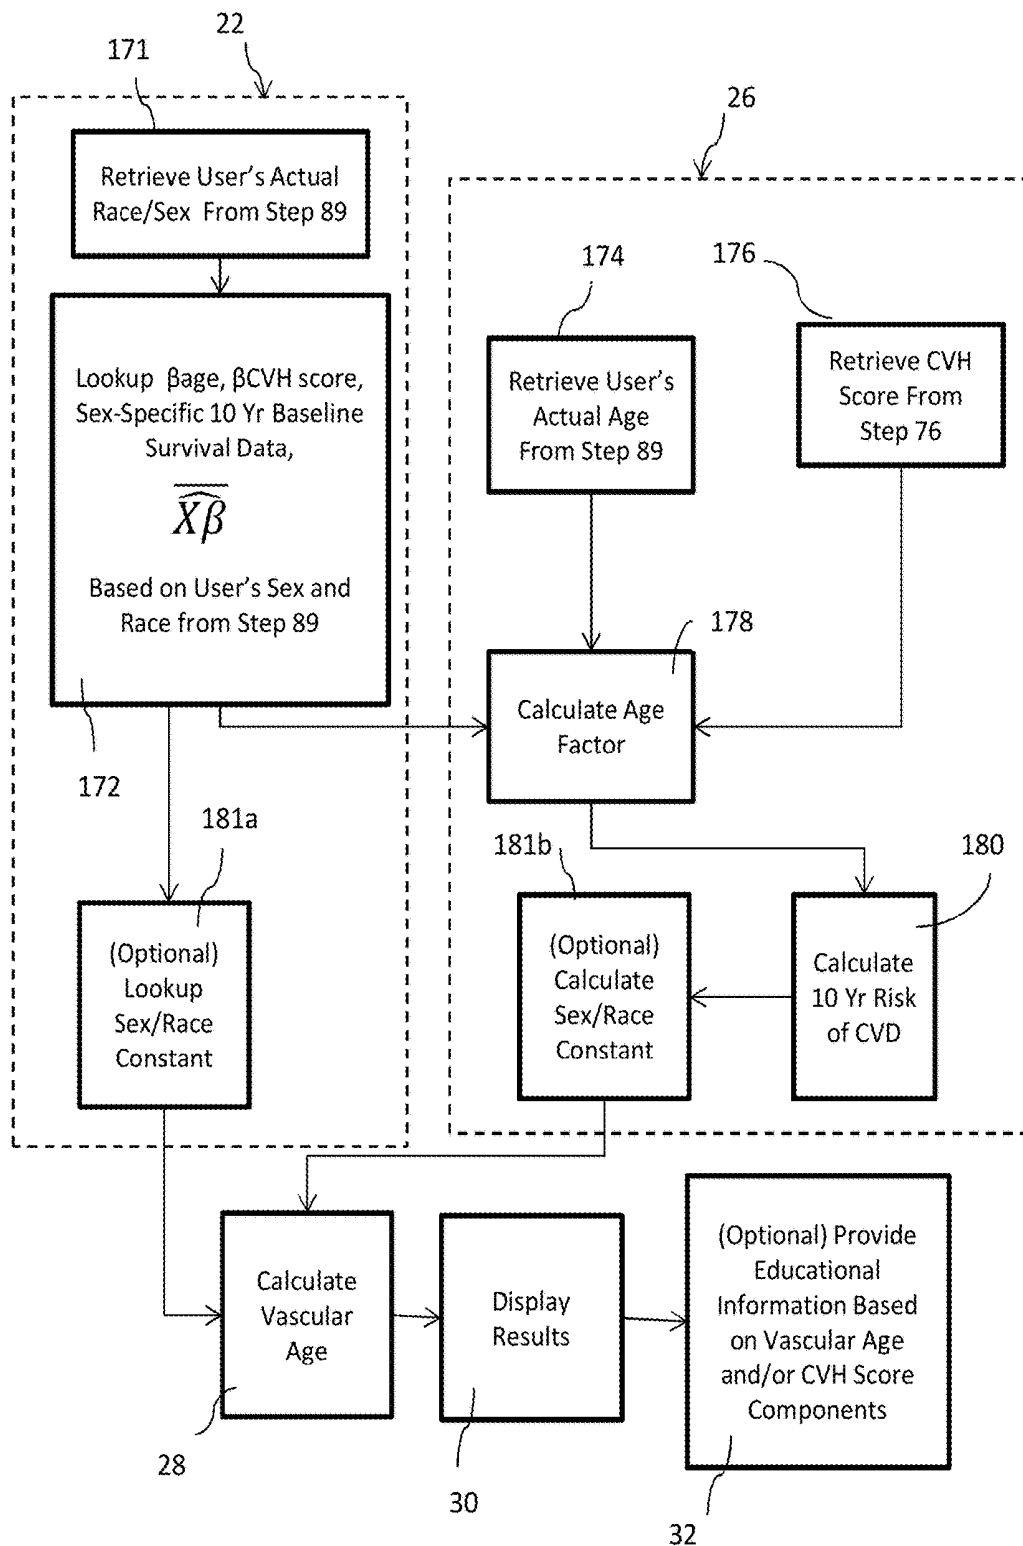 22
171
Retrieve User's Actual
Race/Sex From Step 89
26
174
176
Lookup βage, βCVH score,
Sex-Specific 10 Yr Baseline
Survival Data,
$\overline{\widehat{X\beta}}$
Based on User's Sex and
Race from Step 89
172
Retrieve User's
Actual Age
From Step 89
Retrieve CVH
Score From
Step 76
178
Calculate Age
Factor
181a
(Optional)
Lookup
Sex/Race
Constant
181b
(Optional)
Calculate
Sex/Race
Constant
180
Calculate
10 Yr Risk
of CVD
Calculate
Vascular
Age
28
Display
Results
30
(Optional) Provide
Educational
Information Based
on Vascular Age
and/or CVH Score
Components
32